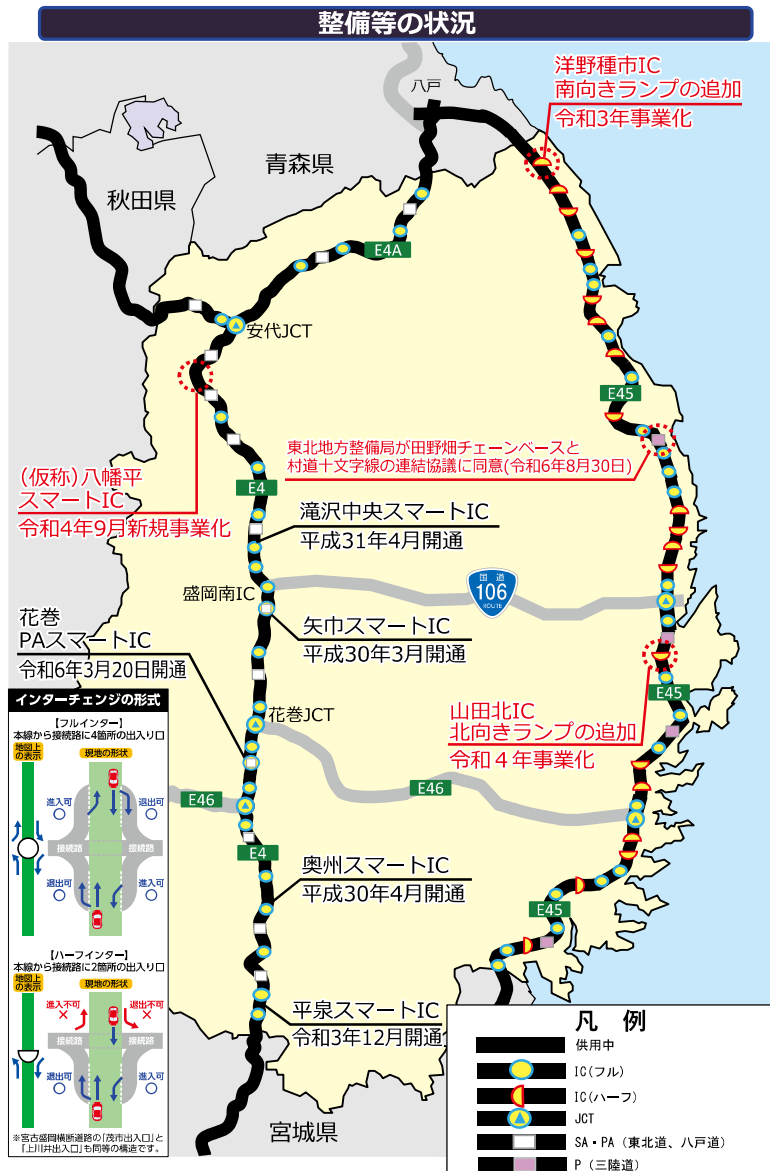 整備等の状況
八戸
洋野種市IC
南向きランプの追加
令和3年事業化
青森県
秋田県
E4A
安代JCT
E45
東北地方整備局が田野畑チェーンベースと
村道十文字線の連結協議に同意(令和6年8月30日)
(仮称)八幡平
スマートIC
令和4年9月新規事業化
E4
滝沢中央スマートIC
平成31年4月開通
盛岡南IC
国道
106
ROUTE
花巻
PAスマートIC
令和6年3月20日開通
矢巾スマートIC
平成30年3月開通
E45
山田北IC
北向きランプの追加
令和４年事業化
花巻JCT
E46
E46
E4
奥州スマートIC
平成30年4月開通
E45
平泉スマートIC
令和3年12月開通
宮城県
インターチェンジの形式
【フルインター】
本線から接続路に4箇所の出入り口
地図上
の表示
現地の形状
進入可
退出可
接続路
接続路
退出可
進入可
【ハーフインター】
本線から接続路に2箇所の出入り口
地図上
の表示
現地の形状
進入不可
退出不可
接続路
接続路
退出可
進入可
※宮古盛岡横断道路の「茂市出入口」と
「上川井出入口」も同等の構造です。
凡例
供用中
IC(フル)
IC(ハーフ)
JCT
SA・PA（東北道、八戸道）
P（三陸道）